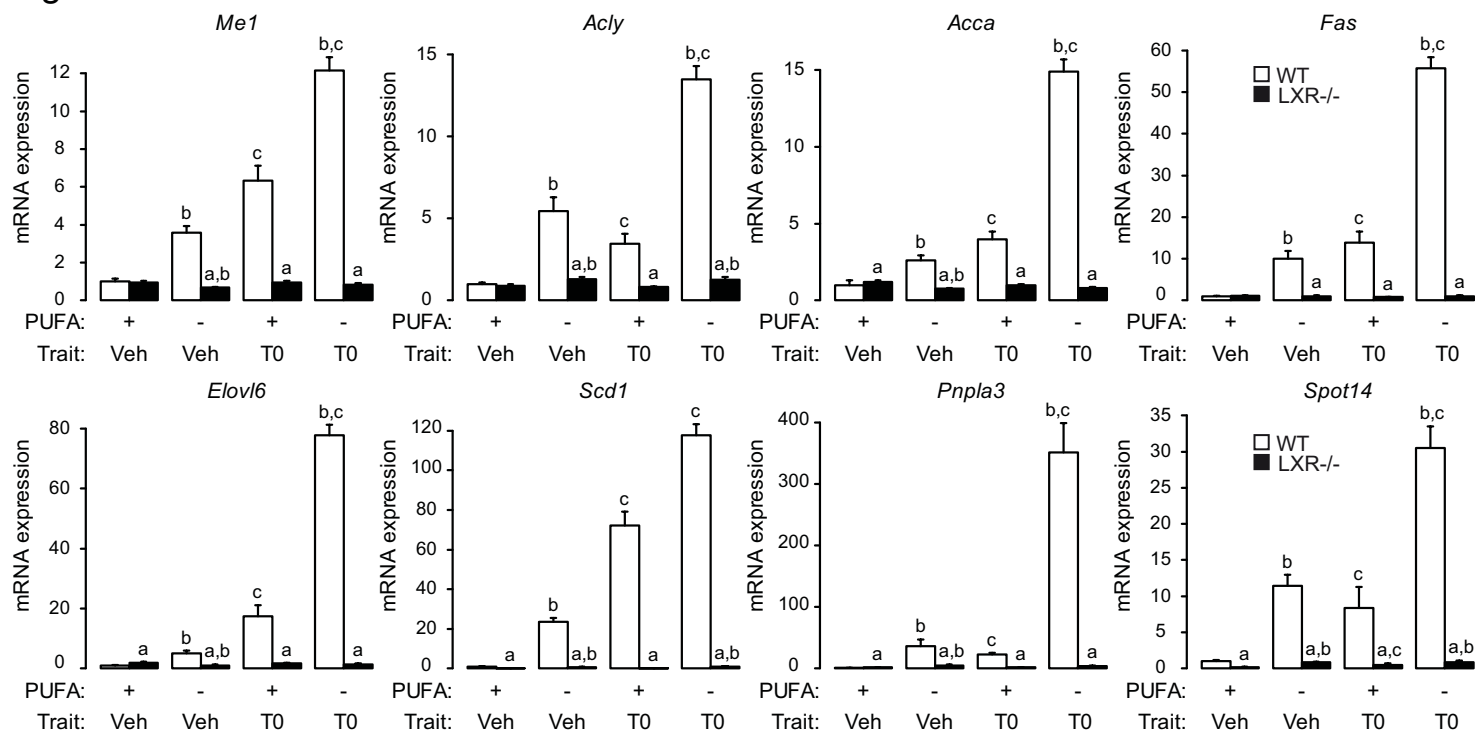 Me1
b,c
12
10
8
6
4
2
0
mRNA expression
b
a,b
c
a
a
PUFA: + - + -
Trait: Veh Veh T0 T0
Acly
b,c
15
10
5
0
mRNA expression
b
a,b
c
a
a,b
+ - + -
Veh Veh T0 T0
Acca
b,c
15
10
5
0
mRNA expression
a
b
a,b
c
a
a
PUFA: + - + -
Trait: Veh Veh T0 T0
Fas
b,c
60
50
40
30
20
10
0
mRNA expression
WT
LXR-/-
b
a
c
a
a
PUFA: + - + -
Trait: Veh Veh T0 T0
Elovl6
b,c
80
60
40
20
0
mRNA expression
a
b
a,b
c
a
a
PUFA: + - + -
Trait: Veh Veh T0 T0
Scd1
c
120
100
80
60
40
20
0
mRNA expression
a
b
a,b
c
a
a,b
+ - + -
Veh Veh T0 T0
Pnpla3
b,c
400
300
200
100
0
mRNA expression
a
b
a,b
c
a
a
PUFA: + - + -
Trait: Veh Veh T0 T0
Spot14
b,c
35
30
25
20
15
10
5
0
mRNA expression
WT
LXR-/-
a
b
a,b
c
a,c
a,b
PUFA: + - + -
Trait: Veh Veh T0 T0